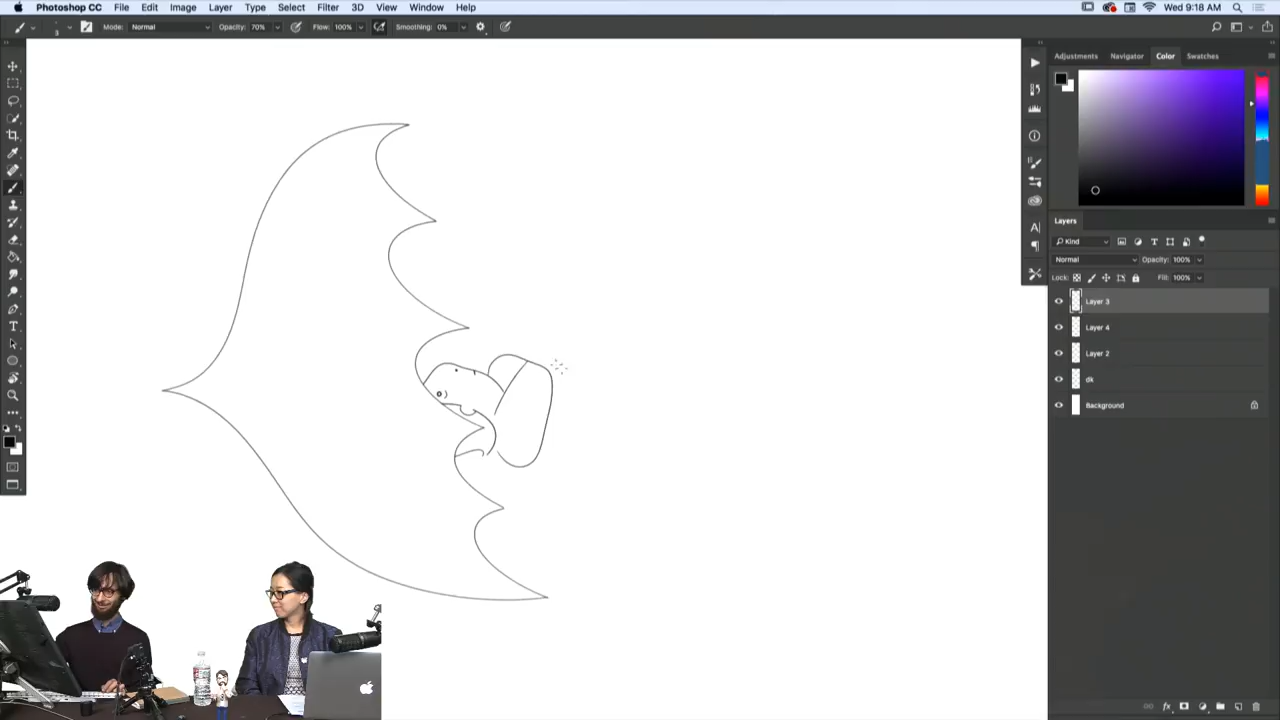 Photoshop CC File Edit Image Layer Type Select Filter 3D View Window Help Wed 9:18 AM
3 Mode: Normal Opacity: 70% Flow: 100% Smoothing: 0%
Adjustments Navigator Color Swatches
Layers
Kind
Normal Opacity: 100%
Lock: Fill: 100%
Layer 3
Layer 4
Layer 2
dk
Background